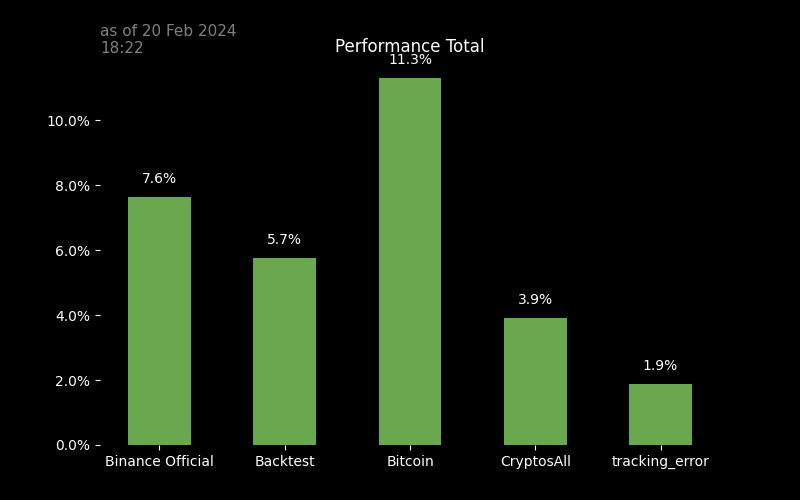 as of 20 Feb 2024
18:22
Performance Total
11.3%
10.0%
7.6%
8.0%
5.7%
6.0%
3.9%
4.0%
1.9%
2.0%
0.0%
Binance Official
Backtest
Bitcoin
CryptosAll
tracking_error